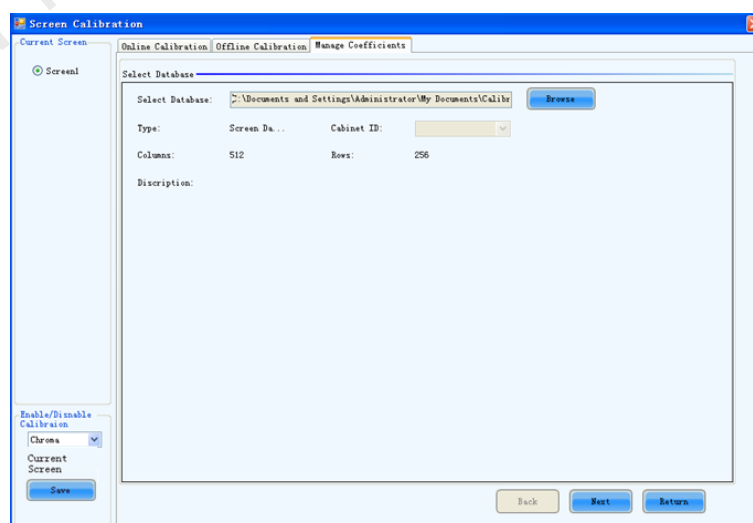 Screen Calibration
Current Screen
Screen1
Online Calibration Offline Calibration Manage Coefficients
Select Database
Select Database: C:\Documents and Settings\Administrator\My Documents\Calibr Browse
Type: Screen Da... Cabinet ID:
Columns: 512 Rows: 256
Discription:
Enable/Disnable
Calibraion
Chroma
Current
Screen
Save
Back Next Return